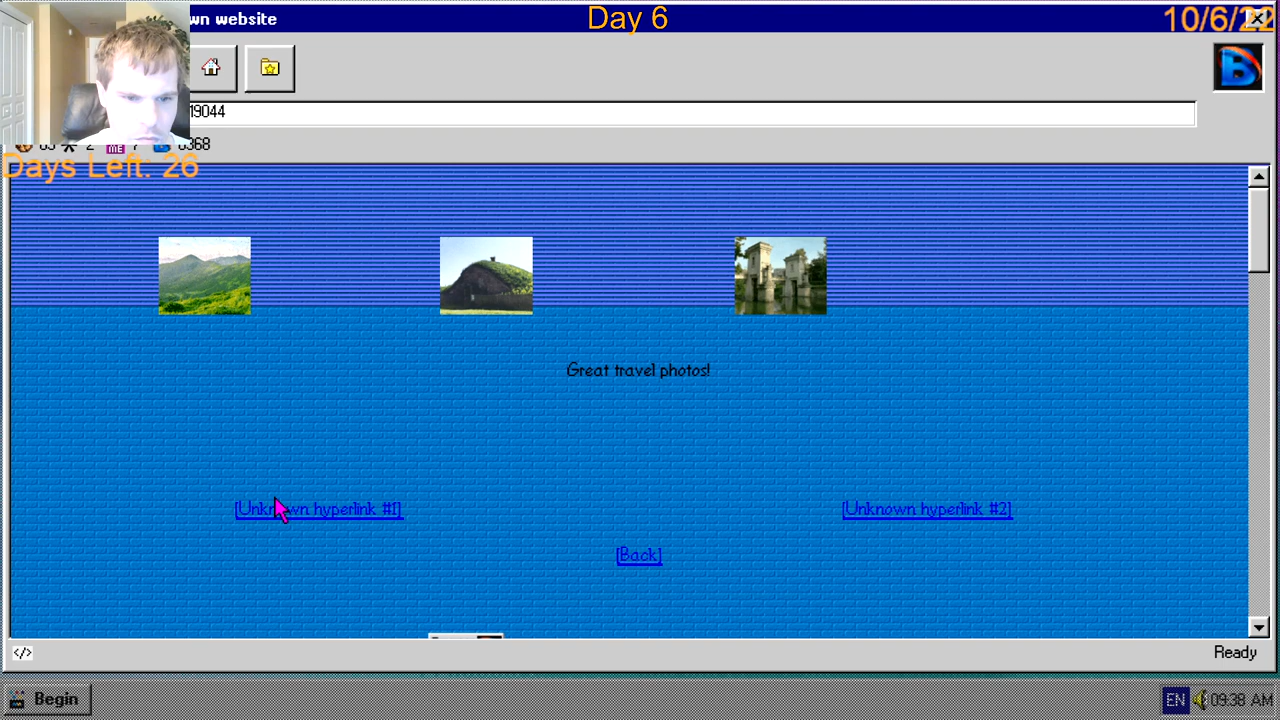 wn website
Day 6
10/6/22
19044
368
Days Left: 26
Great travel photos!
[Unknown hyperlink #1]
[Unknown hyperlink #2]
[Back]
</>
Ready
Begin
EN
09:38 AM